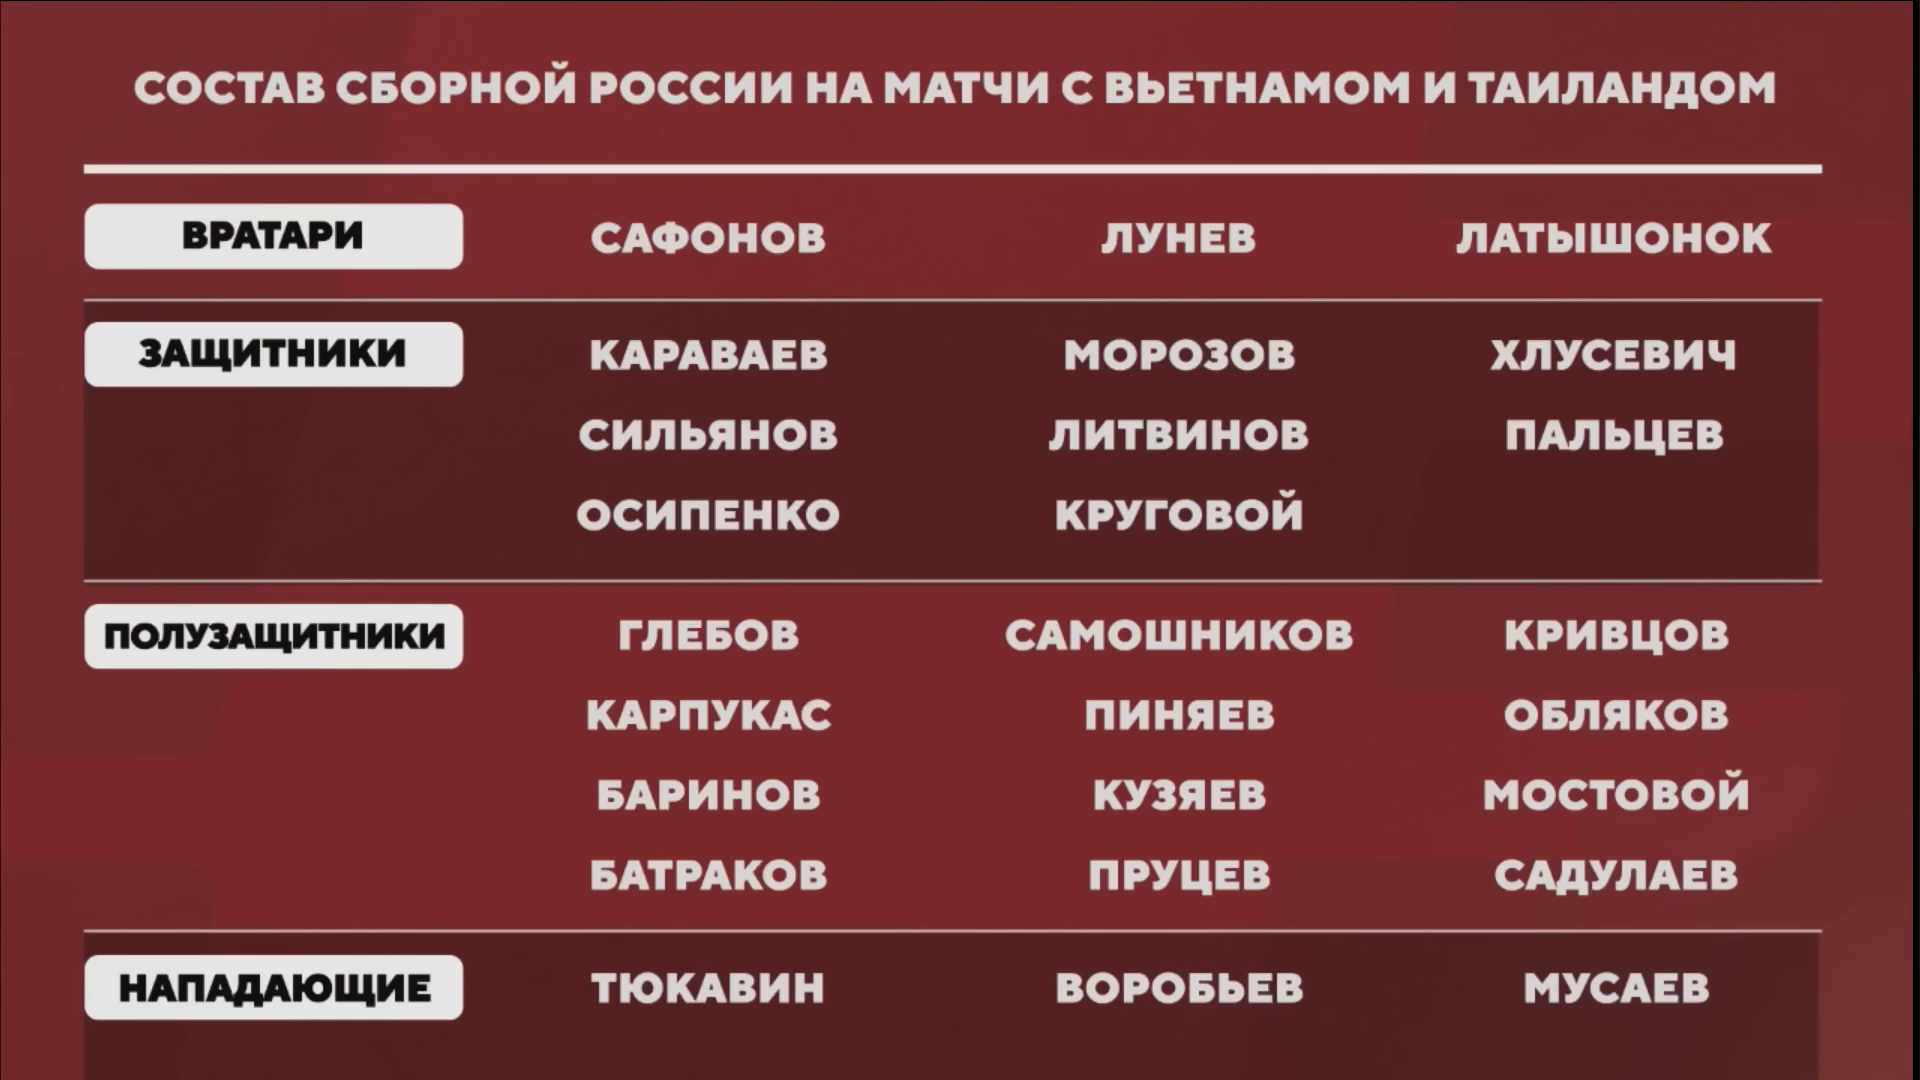 СОСТАВ СБОРНОЙ РОССИИ НА МАТЧИ С ВЬЕТНАМОМ И ТАИЛАНДОМ
ВРАТАРИ САФОНОВ ЛУНЕВ ЛАТЫШОНОК
ЗАЩИТНИКИ КАРАВАЕВ МОРОЗОВ ХЛУСЕВИЧ
СИЛЬЯНОВ ЛИТВИНОВ ПАЛЬЦЕВ
ОСИПЕНКО КРУГОВОЙ
ПОЛУЗАЩИТНИКИ ГЛЕБОВ САМОШНИКОВ КРИВЦОВ
КАРПУКАС ПИНЯЕВ ОБЛЯКОВ
БАРИНОВ КУЗЯЕВ МОСТОВОЙ
БАТРАКОВ ПРУЦЕВ САДУЛАЕВ
НАПАДАЮЩИЕ ТЮКАВИН ВОРОБЬЕВ МУСАЕВ